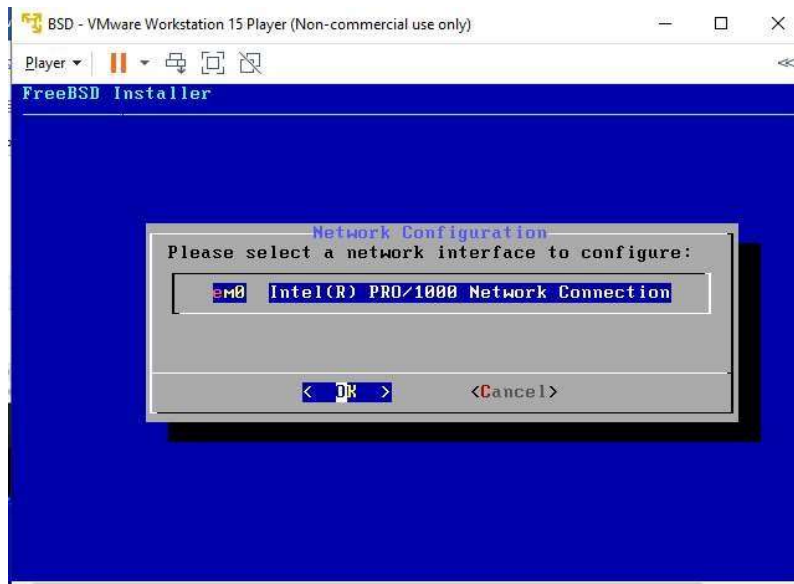 BSD - VMware Workstation 15 Player (Non-commercial use only)
Player
FreeBSD Installer
Network Configuration
Please select a network interface to configure:
em0 Intel(R) PRO/1000 Network Connection
< OK > <Cancel>